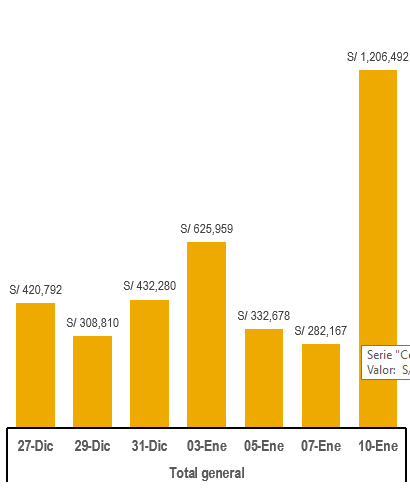 S/ 1,206,492
S/ 625,959
S/ 420,792
S/ 432,280
S/ 308,810
S/ 332,678
S/ 282,167
Serie "Co
Valor: S/
27-Dic 29-Dic 31-Dic 03-Ene 05-Ene 07-Ene 10-Ene
Total general